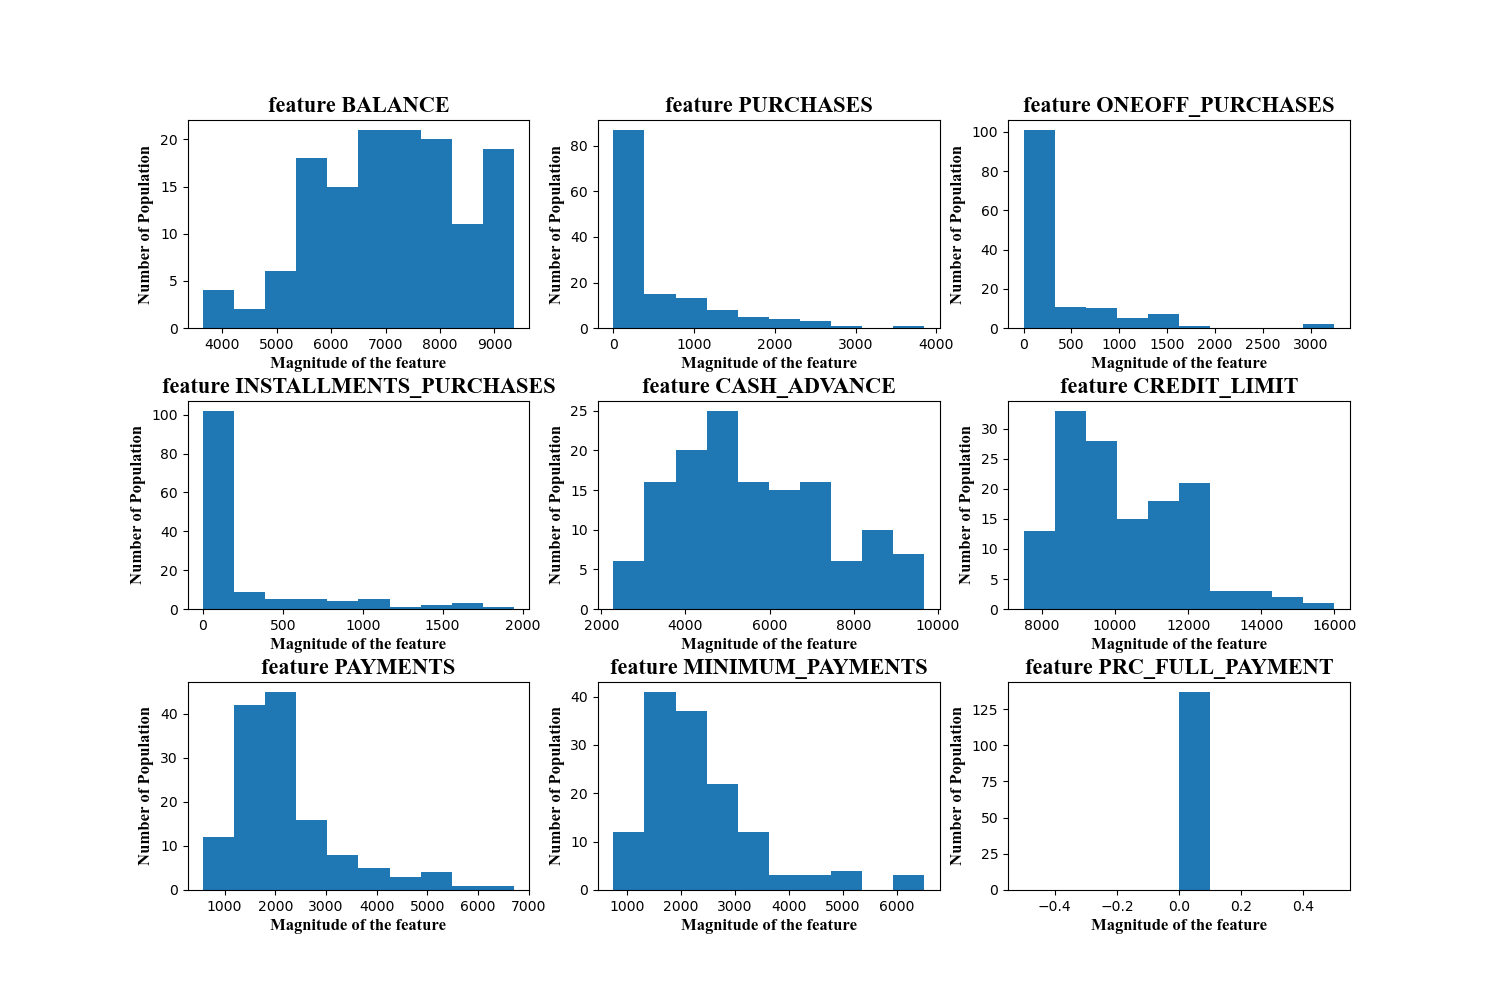 feature BALANCE
Number of Population
20
15
10
5
0
4000 5000 6000 7000 8000 9000
Magnitude of the feature
feature PURCHASES
Number of Population
80
60
40
20
0
0 1000 2000 3000 4000
Magnitude of the feature
feature ONEOFF_PURCHASES
Number of Population
100
80
60
40
20
0
0 500 1000 1500 2000 2500 3000
Magnitude of the feature
feature INSTALLMENTS_PURCHASES
Number of Population
100
80
60
40
20
0
0 500 1000 1500 2000
Magnitude of the feature
feature CASH_ADVANCE
Number of Population
25
20
15
10
5
0
2000 4000 6000 8000 10000
Magnitude of the feature
feature CREDIT_LIMIT
Number of Population
30
25
20
15
10
5
0
8000 10000 12000 14000 16000
Magnitude of the feature
feature PAYMENTS
Number of Population
40
30
20
10
0
1000 2000 3000 4000 5000 6000 7000
Magnitude of the feature
feature MINIMUM_PAYMENTS
Number of Population
40
30
20
10
0
1000 2000 3000 4000 5000 6000
Magnitude of the feature
feature PRC_FULL_PAYMENT
Number of Population
125
100
75
50
25
0
−0.4 −0.2 0.0 0.2 0.4
Magnitude of the feature